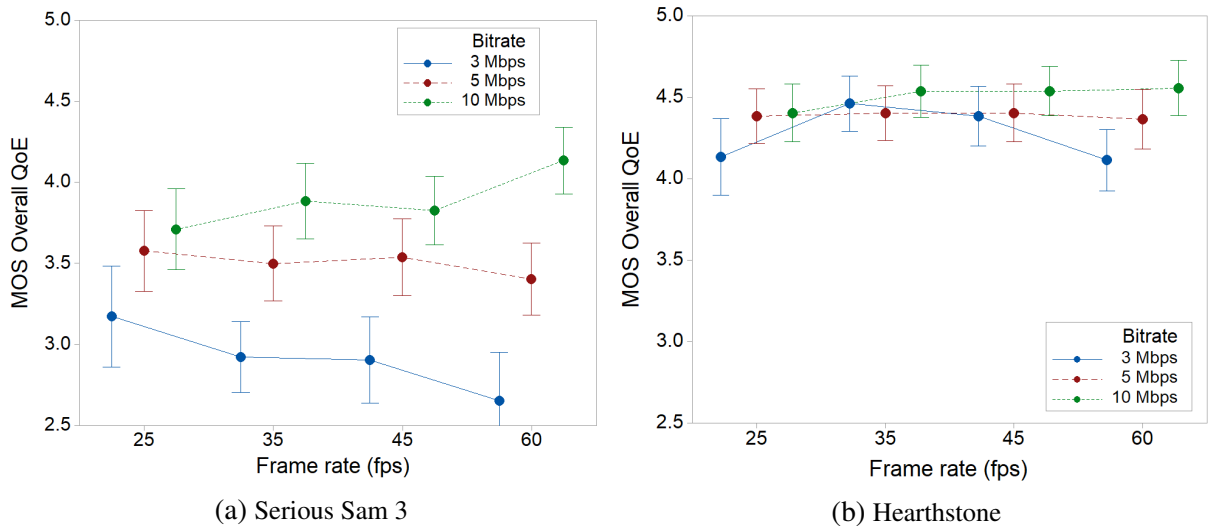 5.0
4.5
4.0
3.5
3.0
2.5
MOS Overall QoE
Bitrate
3 Mbps
5 Mbps
10 Mbps
25
35
45
60
Frame rate (fps)
(a) Serious Sam 3
5.0
4.5
4.0
3.5
3.0
2.5
MOS Overall QoE
Bitrate
3 Mbps
5 Mbps
10 Mbps
25
35
45
60
Frame rate (fps)
(b) Hearthstone